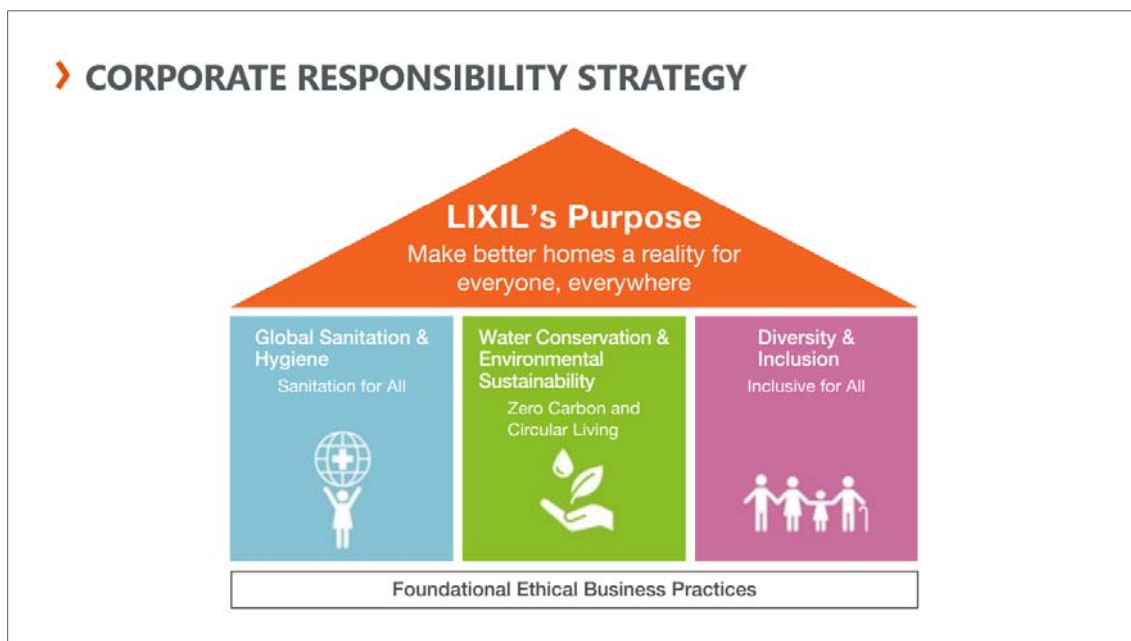 CORPORATE RESPONSIBILITY STRATEGY
LIXIL's Purpose
Make better homes a reality for
everyone, everywhere
Global Sanitation &
Hygiene
Sanitation for All
Water Conservation &
Environmental
Sustainability
Zero Carbon and
Circular Living
Diversity &
Inclusion
Inclusive for All
Foundational Ethical Business Practices